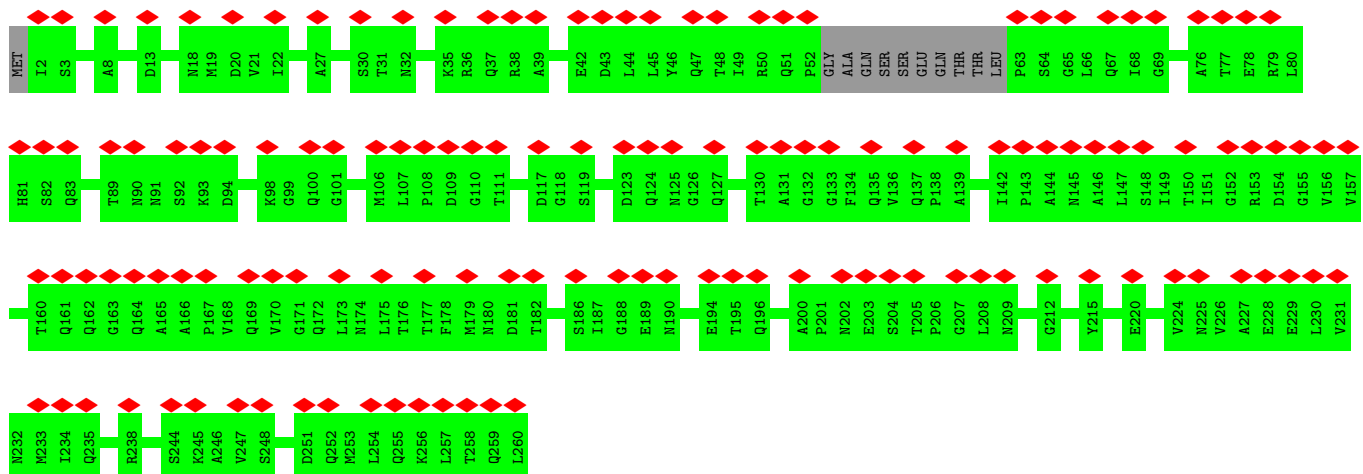 MET I2 S3 A8 D13 N18 M19 D20 V21 I22 A27 S30 T31 N32 K35 R36 Q37 R38 A39 E42 D43 L44 L45 Y46 Q47 T48 I49 R50 Q51 P52 GLY ALA GLN SER SER GLU GLN THR THR LEU P63 S64 G65 L66 Q67 I68 G69 A76 T77 E78 R79 L80
H81 S82 Q83 T89 N90 N91 S92 K93 D94 K98 G99 Q100 G101 M106 L107 P108 D109 G110 T111 D117 G118 S119 D123 Q124 N125 G126 Q127 T130 A131 G132 G133 F134 Q135 V136 Q137 P138 A139 I142 P143 A144 N145 A146 L147 S148 I149 T150 I151 G152 R153 D154 G155 V156 V157
T160 Q161 Q162 G163 Q164 A165 A166 P167 V168 Q169 V170 G171 Q172 L173 N174 L175 T176 T177 F178 M179 N180 D181 T182 S186 I187 G188 E189 N190 E194 T195 Q196 A200 P201 N202 E203 S204 T205 P206 G207 L208 N209 G212 Y215 E220 V224 N225 V226 A227 E228 E229 L230 V231
N232 M233 I234 Q235 R238 S244 K245 A246 V247 S248 D251 Q252 M253 L254 Q255 K256 L257 T258 Q259 L260